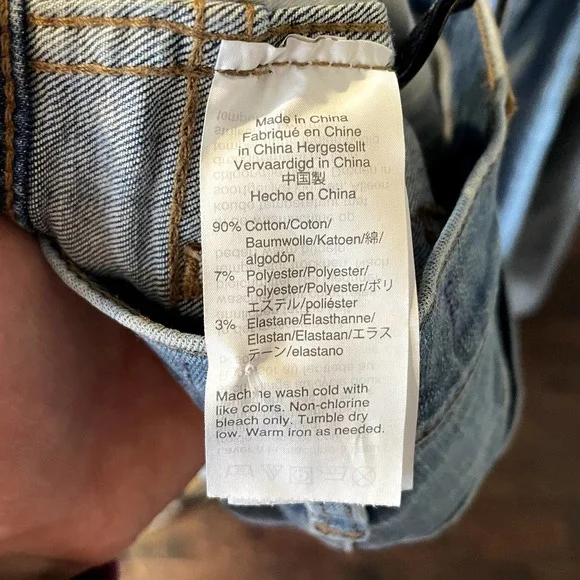 Made in China
Fabriqué en Chine
in China Hergestellt
Vervaardigd in China
中国製
Hecho en China
90% Cotton/Coton/
Baumwolle/Katoen/綿/
algodón
7% Polyester/Polyester/
Polyester/Polyester/ポリ
エステル/poliéster
3% Elastane/Élasthanne/
Elastan/Elastaan/エラス
テーン/elastano
Machine wash cold with
like colors. Non-chlorine
bleach only. Tumble dry
low. Warm iron as needed.